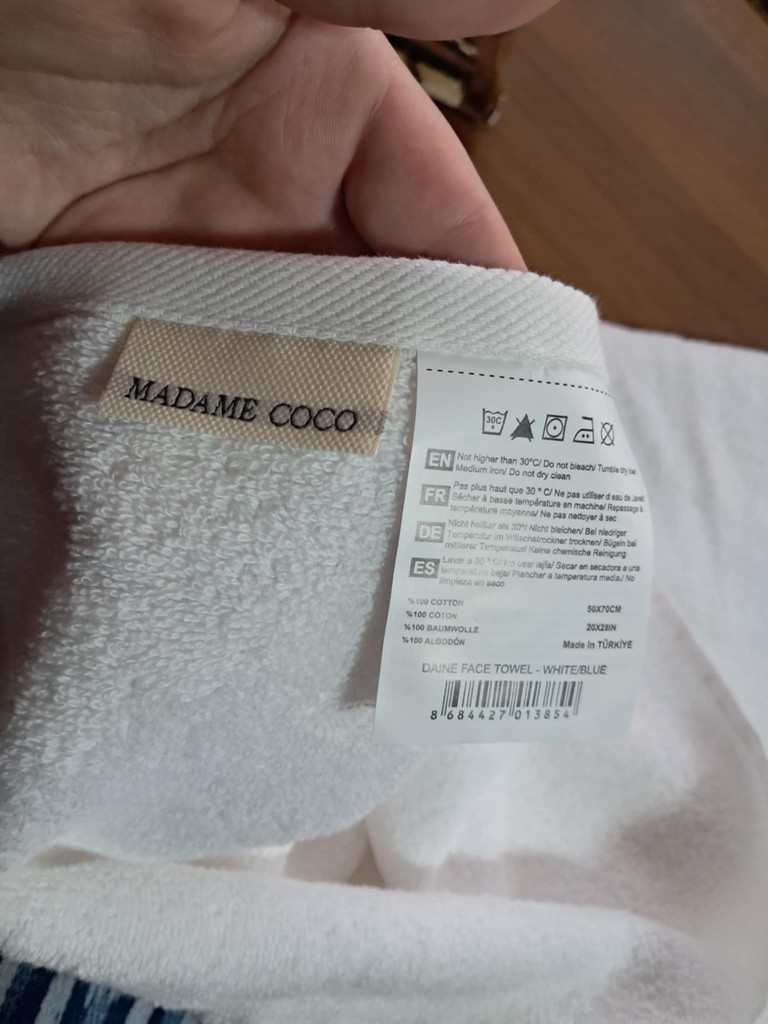 MADAME COCO
30C
EN Not higher than 30°C/ Do not bleach/ Tumble dry low
Medium iron/ Do not dry clean
FR Pas plus haut que 30 ° C/ Ne pas utiliser d'eau de Javel
Sécher à basse température en machine/ Repassage à
température moyenne/ Ne pas nettoyer à sec
DE Nicht heißer als 30°/ Nicht bleichen/ Bei niedriger
Temperatur im Wäschetrockner trocknen/ Bügeln bei
mittlerer Temperatur/ Keine chemische Reinigung
ES Lavar a 30 ° C/ no usar lejía/ Secar en secadora a una
temperatura baja/ Planchar a temperatura media/ No
limpieza en seco
%100 COTTON 50X70CM
%100 COTON
%100 BAUMWOLLE 20X28IN
%100 ALGODÓN Made In TÜRKİYE
DAINE FACE TOWEL - WHITE/BLUE
8 684427 013854